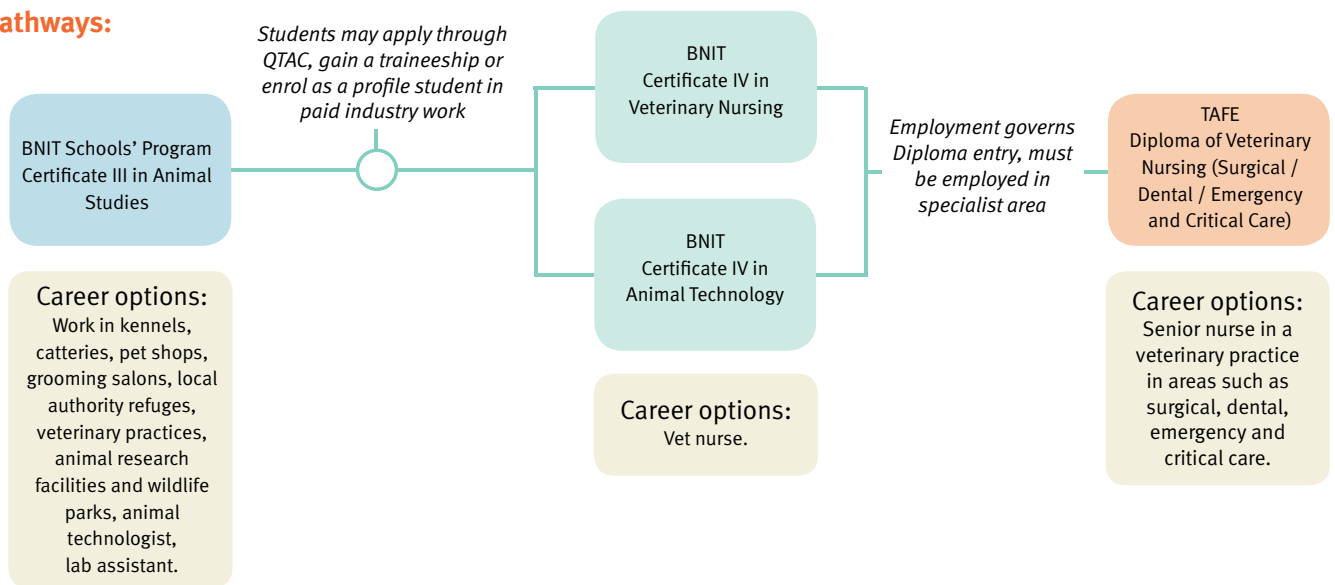 athways:
Students may apply through
QTAC, gain a traineeship or
enrol as a profile student in
paid industry work
BNIT Schools’ Program
Certificate III in Animal
Studies
BNIT
Certificate IV in
Veterinary Nursing
BNIT
Certificate IV in
Animal Technology
Employment governs
Diploma entry, must
be employed in
specialist area
TAFE
Diploma of Veterinary
Nursing (Surgical /
Dental / Emergency
and Critical Care)
Career options:
Work in kennels,
catteries, pet shops,
grooming salons, local
authority refuges,
veterinary practices,
animal research
facilities and wildlife
parks, animal
technologist,
lab assistant.
Career options:
Vet nurse.
Career options:
Senior nurse in a
veterinary practice
in areas such as
surgical, dental,
emergency and
critical care.